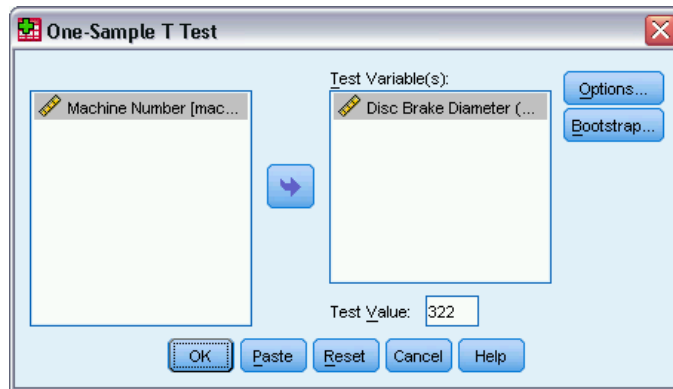 One-Sample T Test
Test Variable(s):
Machine Number [mac...
Disc Brake Diameter (...
Options...
Bootstrap...
Test Value: 322
OK Paste Reset Cancel Help